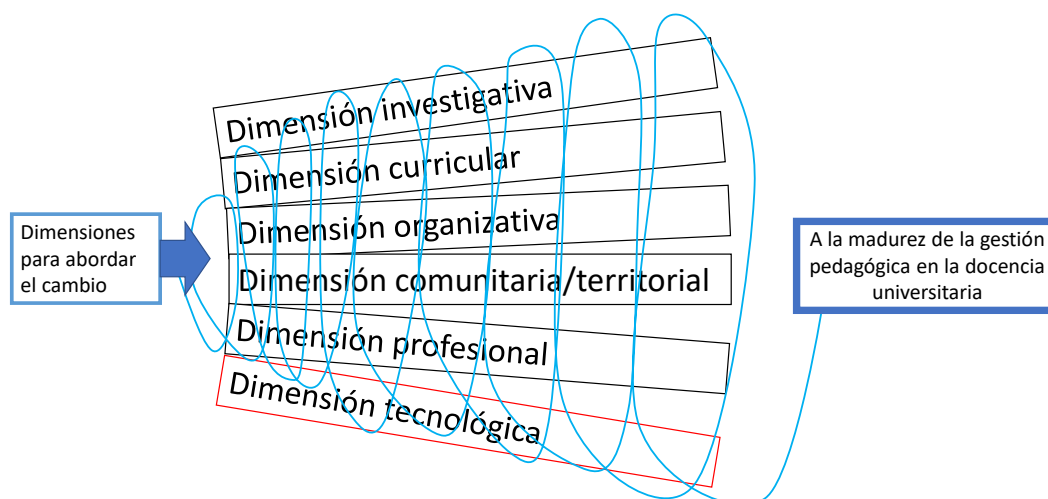 Dimensión investigativa
Dimensión curricular
Dimensión organizativa
Dimensión comunitaria/territorial
Dimensión profesional
Dimensión tecnológica
Dimensiones
para abordar
el cambio
A la madurez de la gestión
pedagógica en la docencia
universitaria